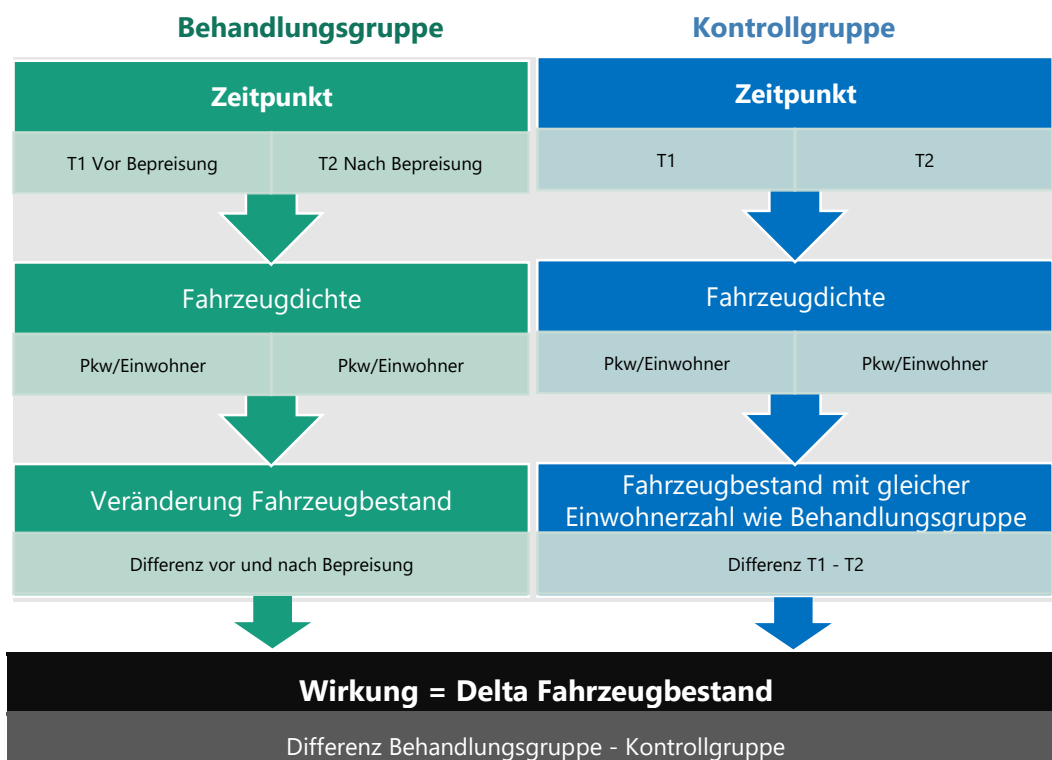 Behandlungsgruppe
Zeitpunkt
T1 Vor Bepreisung
T2 Nach Bepreisung
Fahrzeugdichte
Pkw/Einwohner
Pkw/Einwohner
Veränderung Fahrzeugbestand
Differenz vor und nach Bepreisung
Kontrollgruppe
Zeitpunkt
T1
T2
Fahrzeugdichte
Pkw/Einwohner
Pkw/Einwohner
Fahrzeugbestand mit gleicher
Einwohnerzahl wie Behandlungsgruppe
Differenz T1 - T2
Wirkung = Delta Fahrzeugbestand
Differenz Behandlungsgruppe - Kontrollgruppe